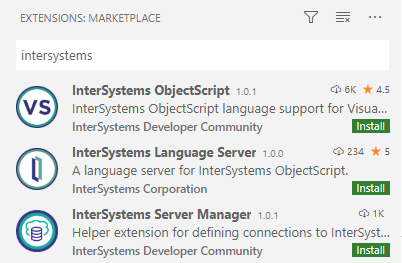 EXTENSIONS: MARKETPLACE
intersystems
VS
InterSystems ObjectScript 1.0.1 6K 4.5
InterSystems ObjectScript language support for Visua...
InterSystems Developer Community Install
InterSystems Language Server 1.0.0 234 5
A language server for InterSystems ObjectScript.
InterSystems Corporation Install
InterSystems Server Manager 1.0.1 1K
Helper extension for defining connections to InterSyst...
InterSystems Developer Community Install